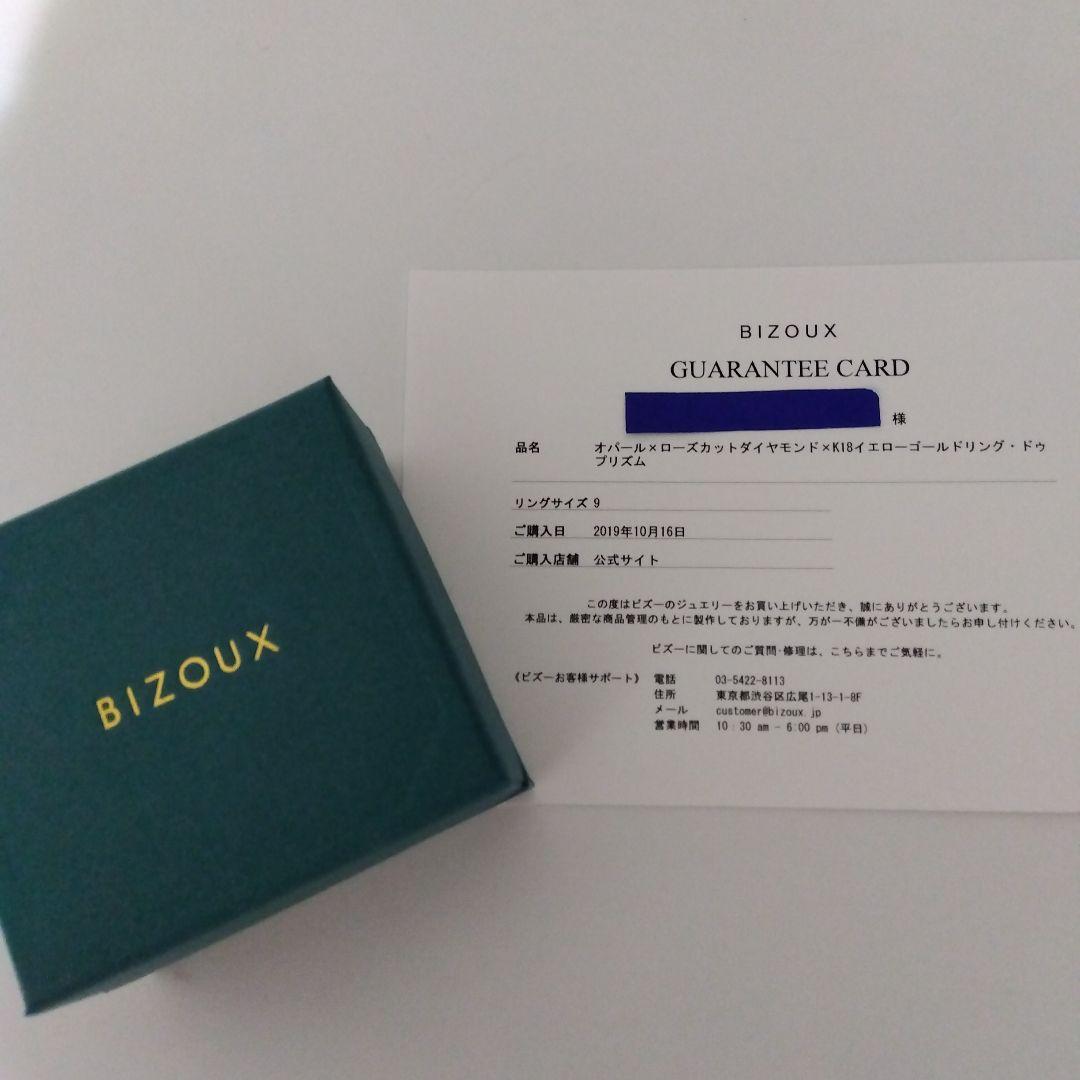 BIZOUX
BIZOUX
GUARANTEE CARD
様
品名 オパール×ローズカットダイヤモンド×K18イエローゴールドリング・ドゥ
プリズム
リングサイズ 9
ご購入日 2019年10月16日
ご購入店舗 公式サイト
この度はビズーのジュエリーをお買い上げいただき、誠にありがとうございます。
本品は、厳密な商品管理のもとに製作しておりますが、万が一不備がございましたらお申し付けください。
ビズーに関してのご質問・修理は、こちらまでご気軽に。
《ビズーお客様サポート》 電話 03-5422-8113
住所 東京都渋谷区広尾1-13-1-8F
メール customer@bizoux.jp
営業時間 10:30 am - 6:00 pm (平日)